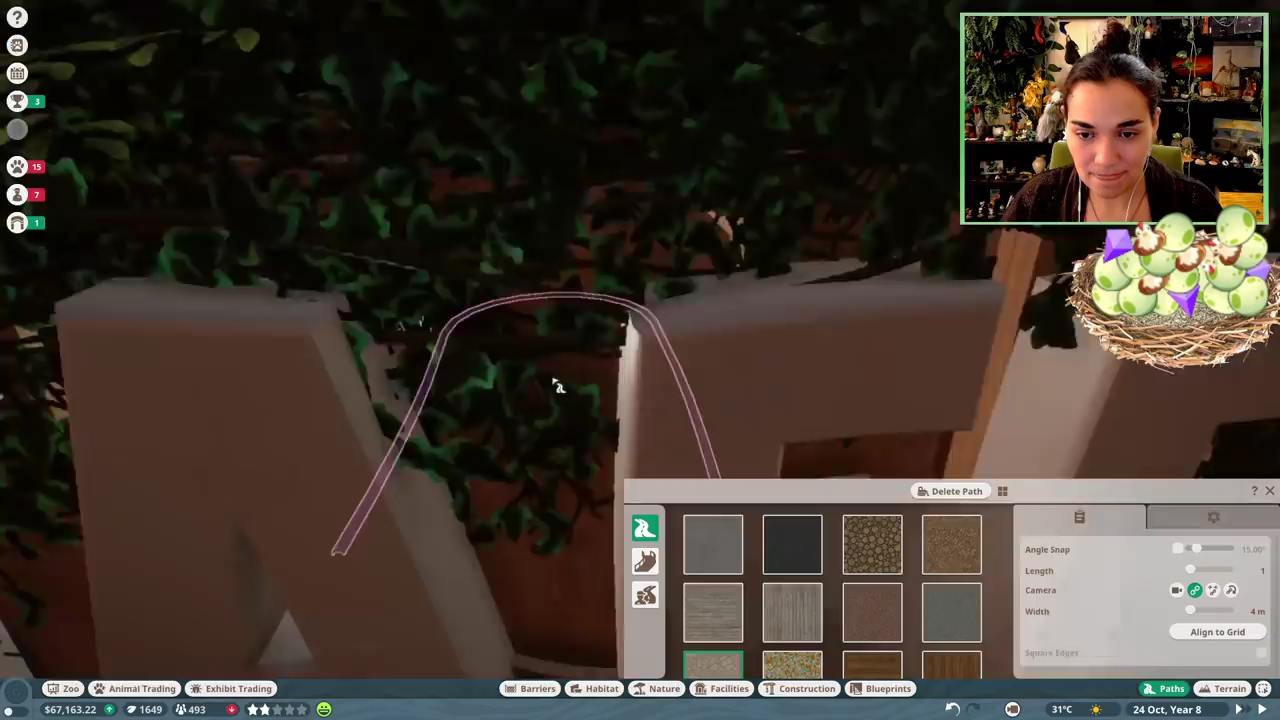 ?
3
15
7
1
Delete Path
?
Angle Snap 15.00°
Length 1
Camera
Width 4 m
Align to Grid
Square Edges
Zoo Animal Trading Exhibit Trading Barriers Habitat Nature Facilities Construction Blueprints Paths Terrain
$67,163.22 1649 493 31°C 24 Oct, Year 8